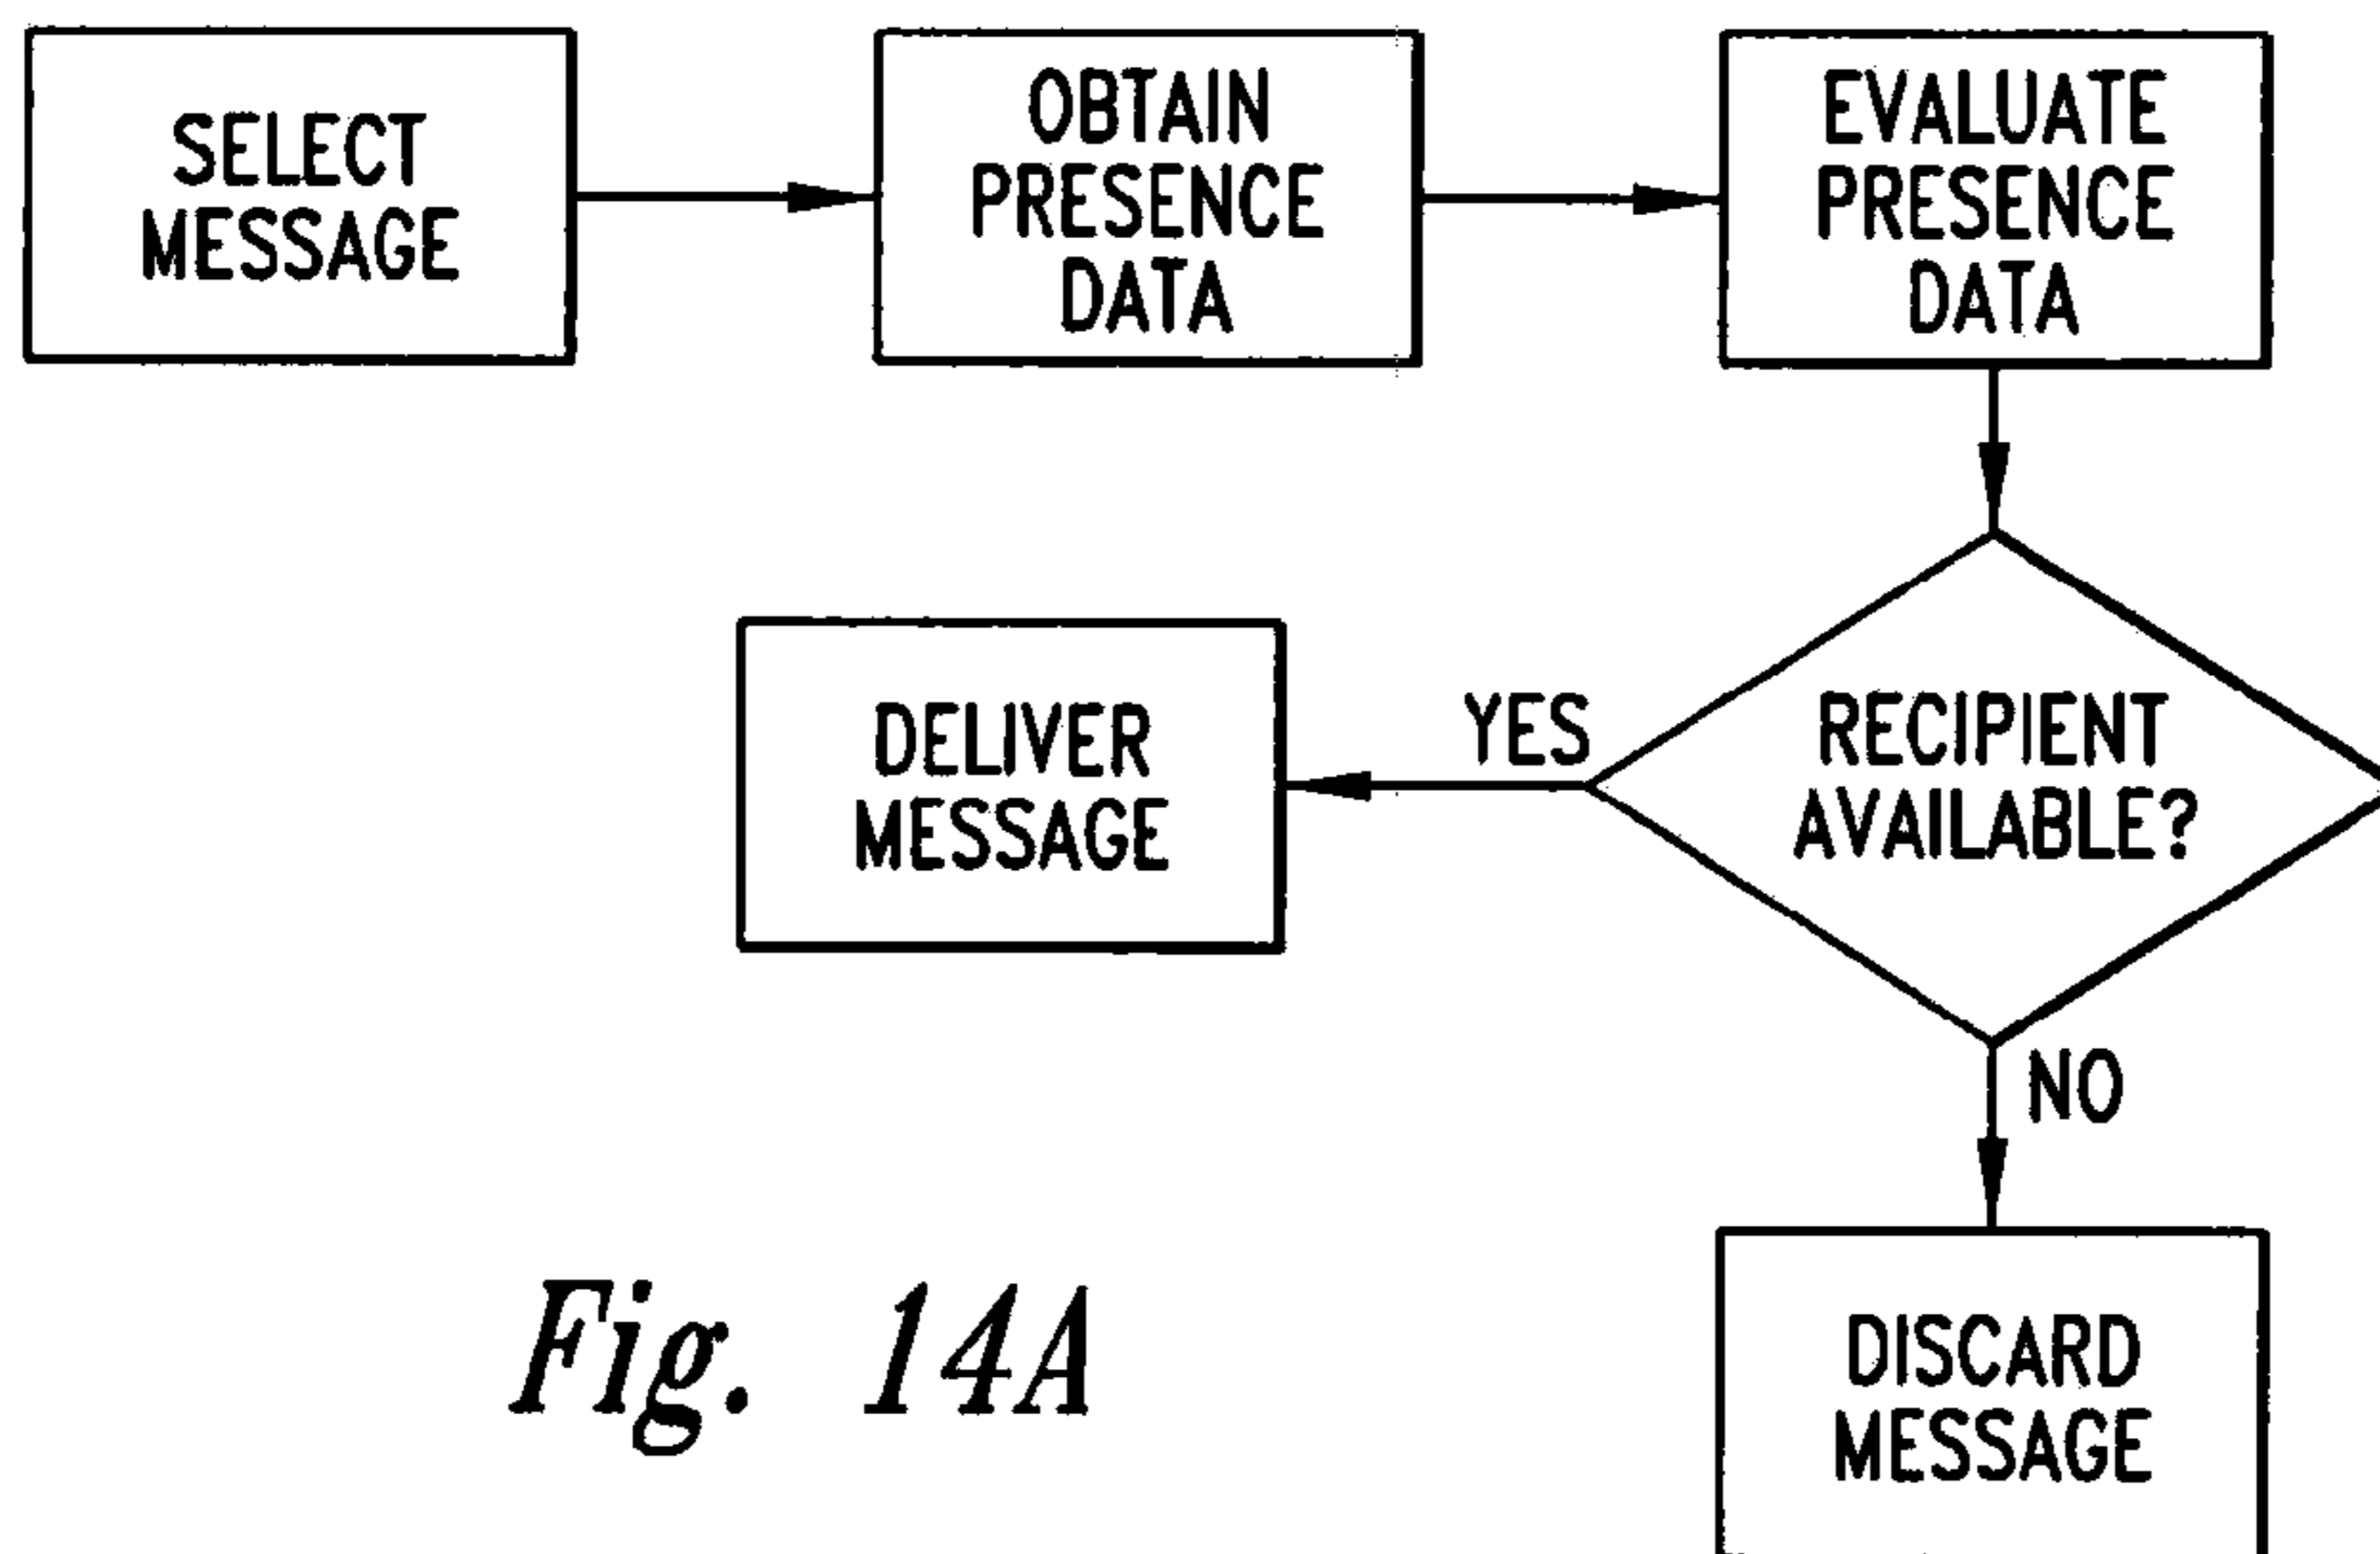 SELECT
MESSAGE
OBTAIN
PRESENCE
DATA
EVALUATE
PRESENCE
DATA
DELIVER
MESSAGE
YES
RECIPIENT
AVAILABLE?
NO
DISCARD
MESSAGE
Fig. 14A